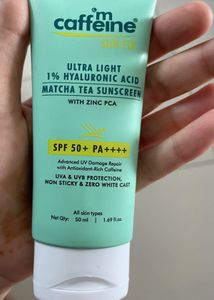 m
caffeine®
ULTRA LIGHT
1% HYALURONIC ACID
MATCHA TEA SUNSCREEN
WITH ZINC PCA
SPF 50+ PA++++
Advanced UV Damage Repair
with Antioxidant-Rich Caffeine
UVA & UVB PROTECTION,
NON STICKY & ZERO WHITE CAST
All skin types
Net Qty: 50 ml | 1.69 fl.oz.